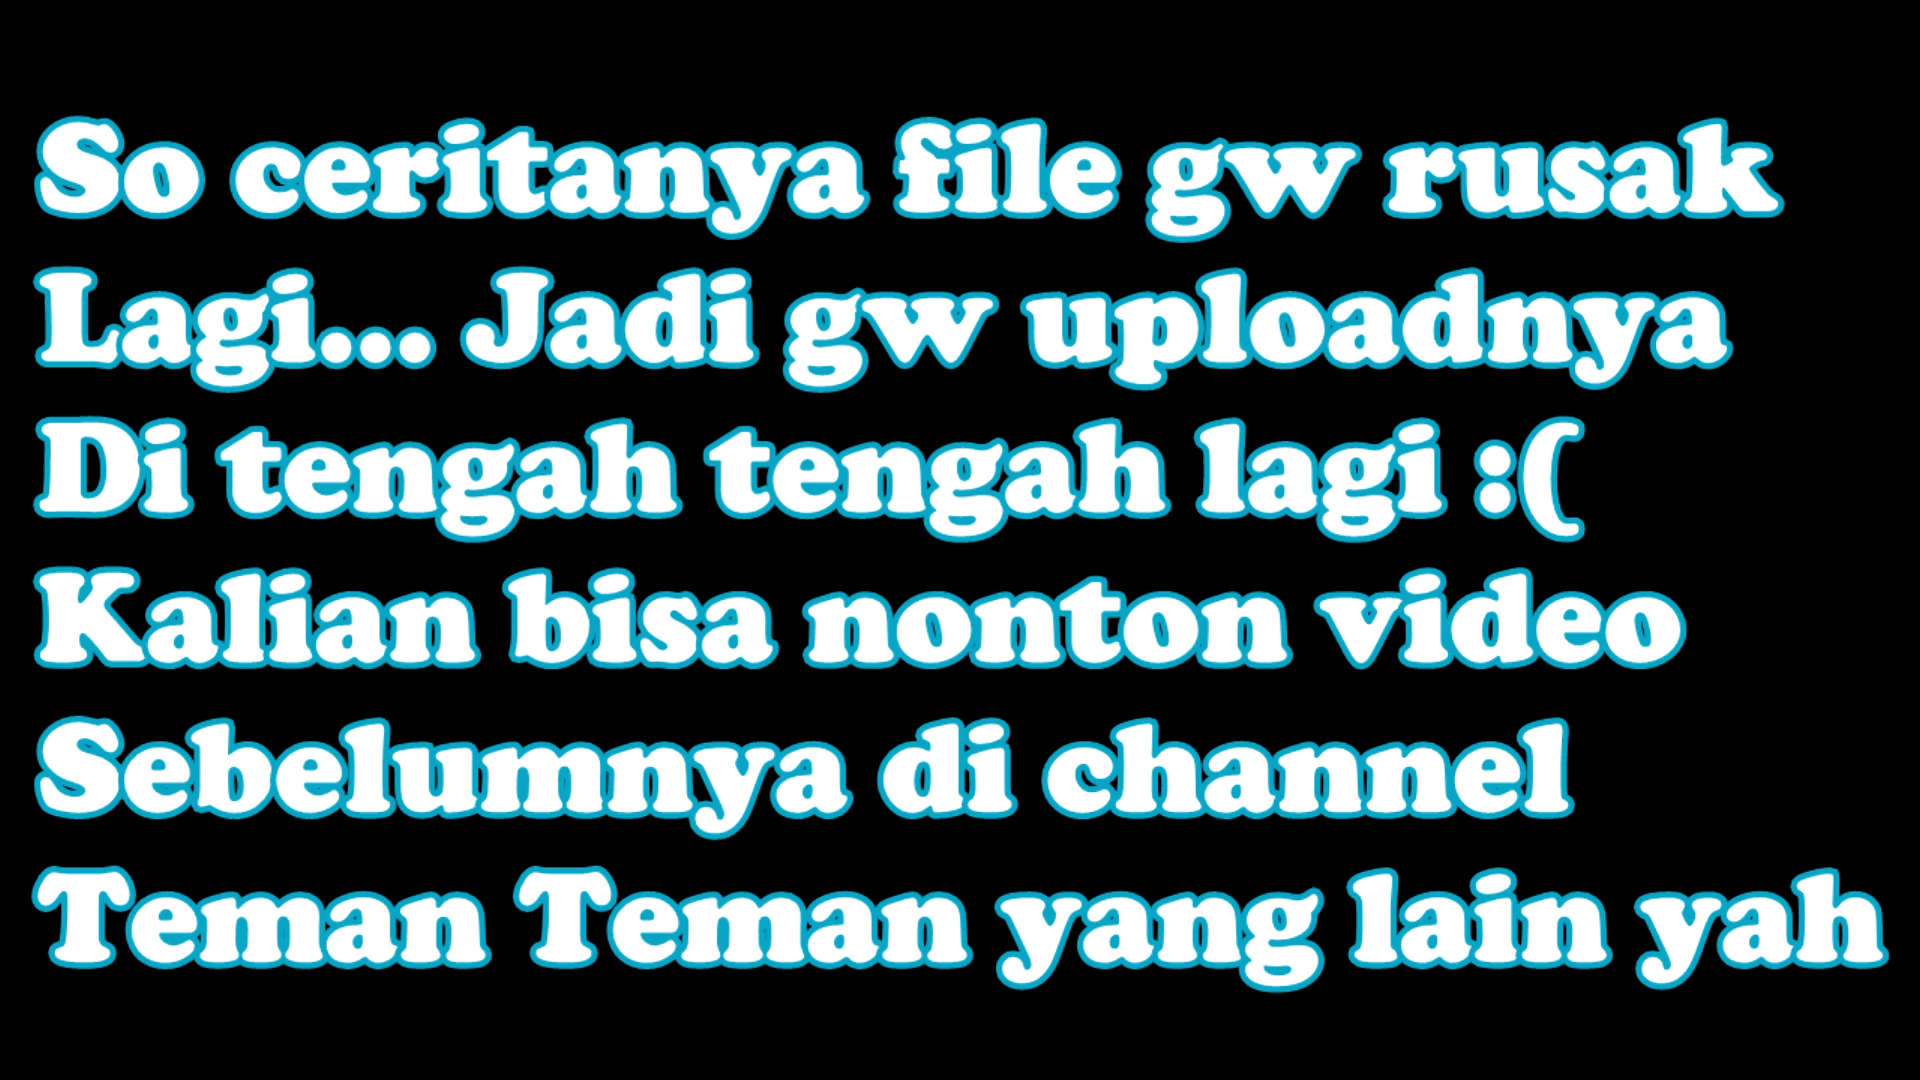 So ceritanya file gw rusak
Lagi... Jadi gw uploadnya
Di tengah tengah lagi :(
Kalian bisa nonton video
Sebelumnya di channel
Teman Teman yang lain yah